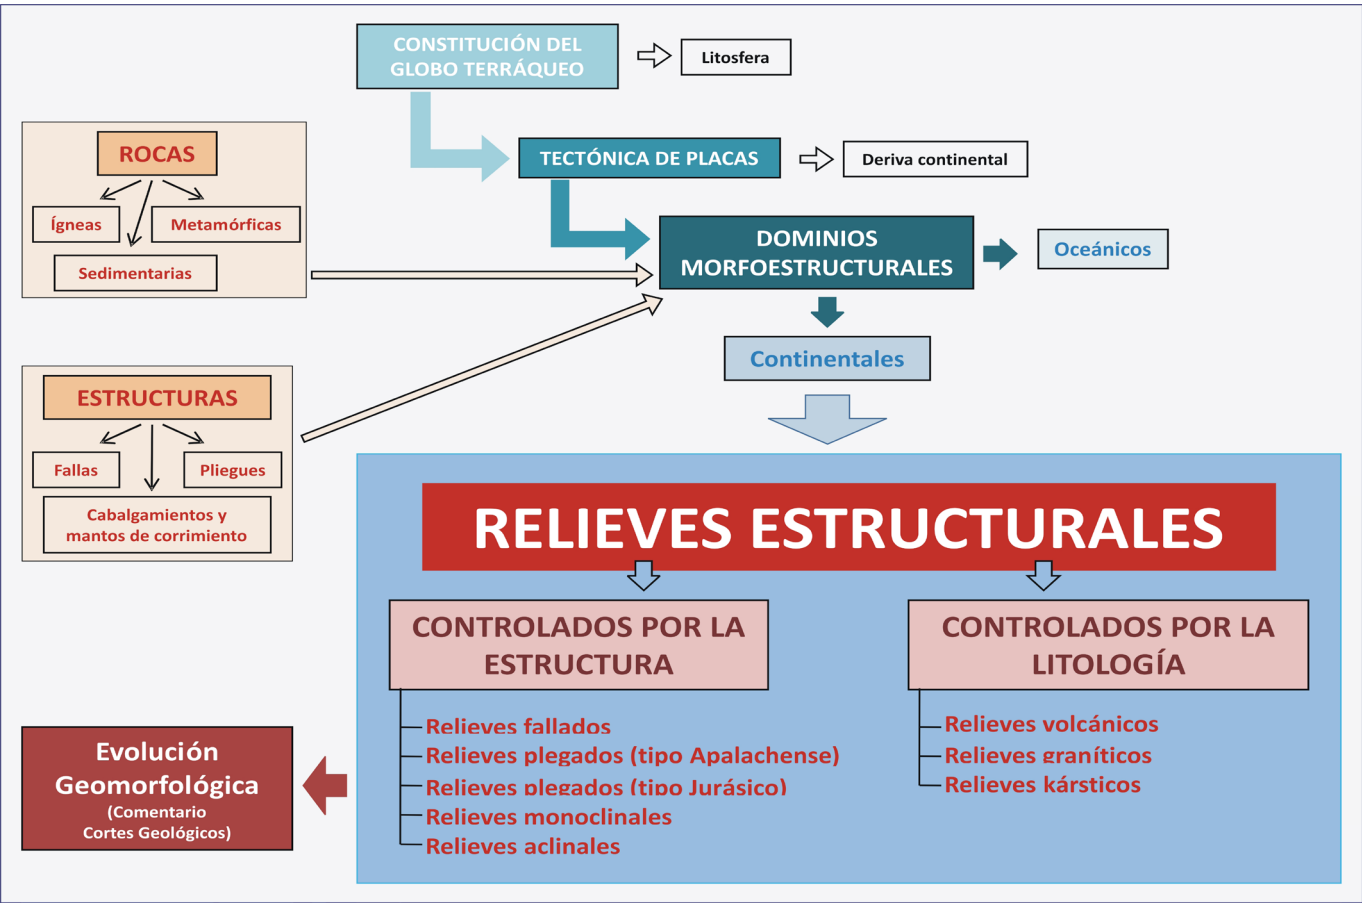 CONSTITUCIÓN DEL
GLOBO TERRÁQUEO
Litosfera
TECTÓNICA DE PLACAS
Deriva continental
ROCAS
Ígneas
Metamórficas
Sedimentarias
DOMINIOS
MORFOESTRUCTURALES
Oceánicos
Continentales
ESTRUCTURAS
Fallas
Pliegues
Cabalgamientos y
mantos de corrimiento
RELIEVES ESTRUCTURALES
CONTROLADOS POR LA
ESTRUCTURA
Relieves fallados
Relieves plegados (tipo Apalachense)
Relieves plegados (tipo Jurásico)
Relieves monoclinales
Relieves aclinales
CONTROLADOS POR LA
LITOLOGÍA
Relieves volcánicos
Relieves graníticos
Relieves kársticos
Evolución
Geomorfológica
(Comentario
Cortes Geológicos)